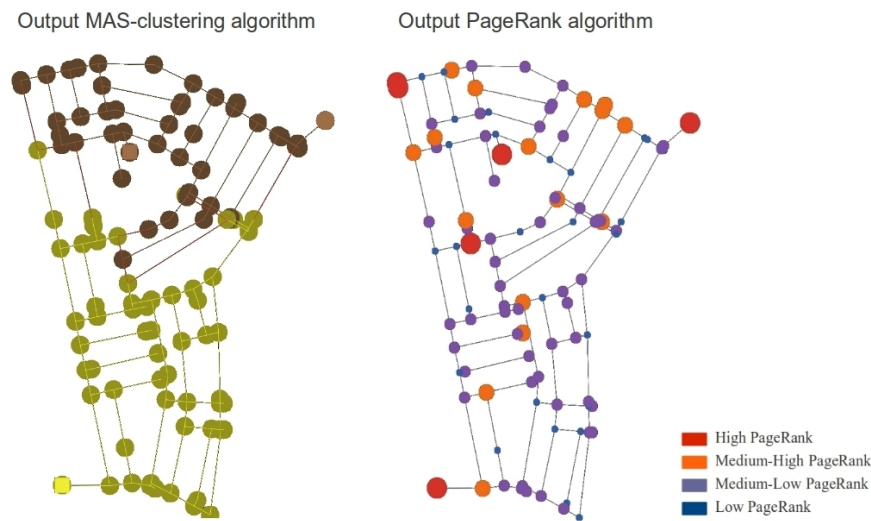 Output MAS-clustering algorithm
Output PageRank algorithm
High PageRank
Medium-High PageRank
Medium-Low PageRank
Low PageRank